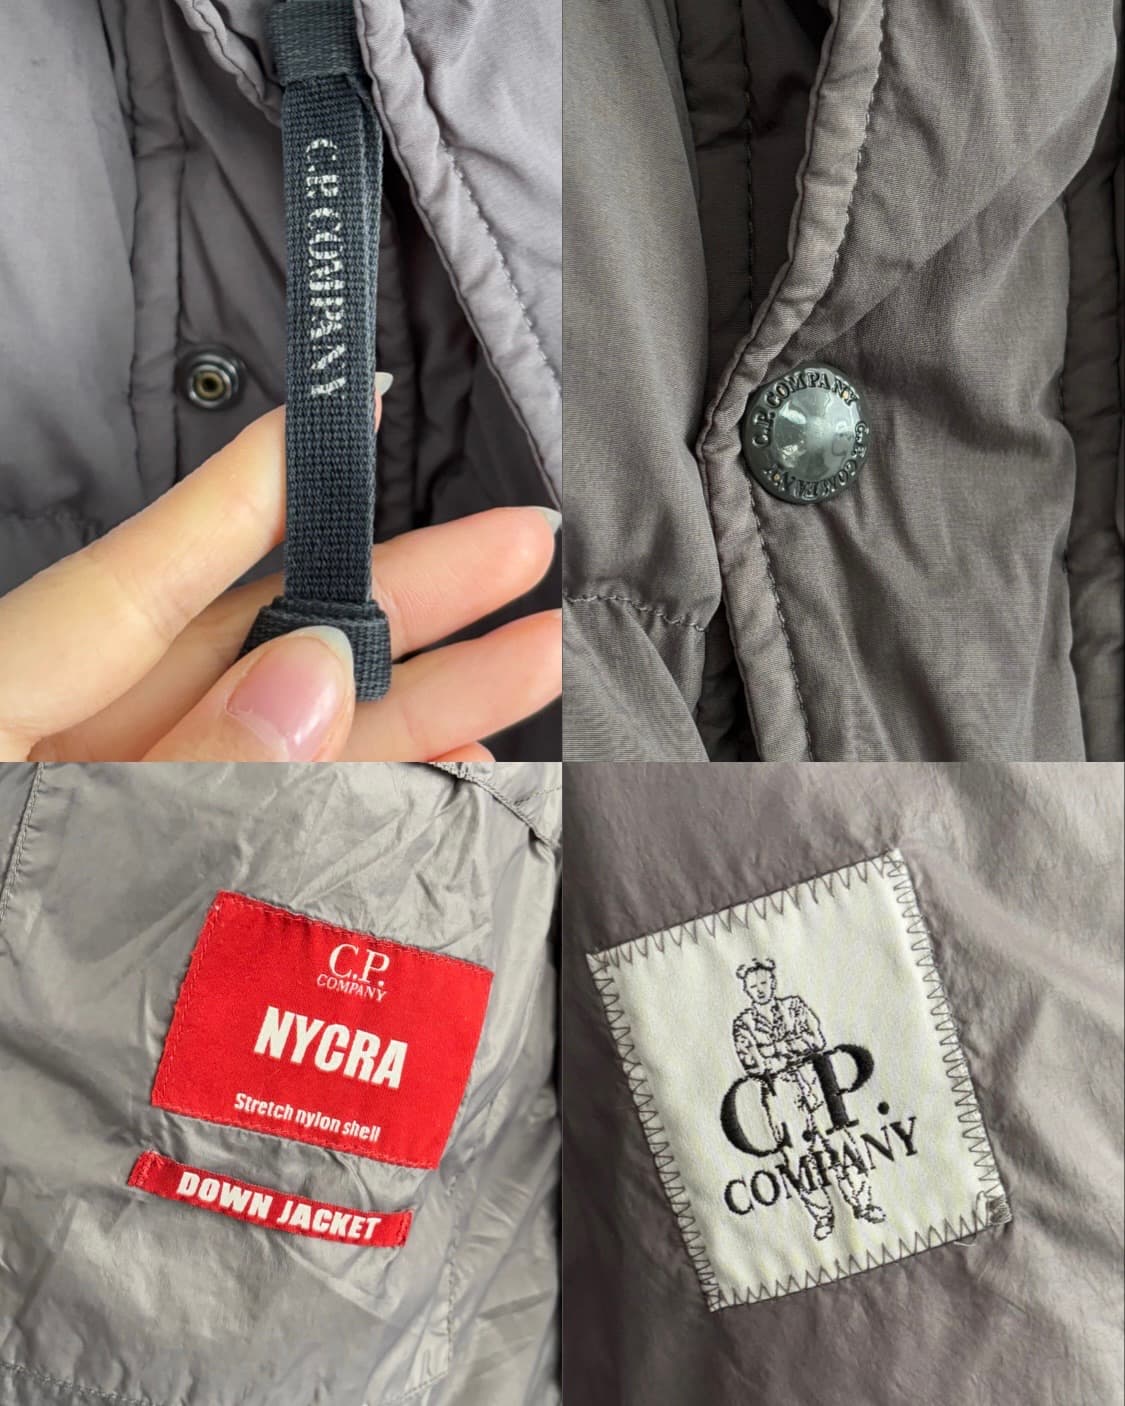 C.P. COMPANY
C.P. COMPANY
C.P. COMPANY
C.P.
COMPANY
NYCRA
Stretch nylon shell
DOWN JACKET
C.P.
COMPANY